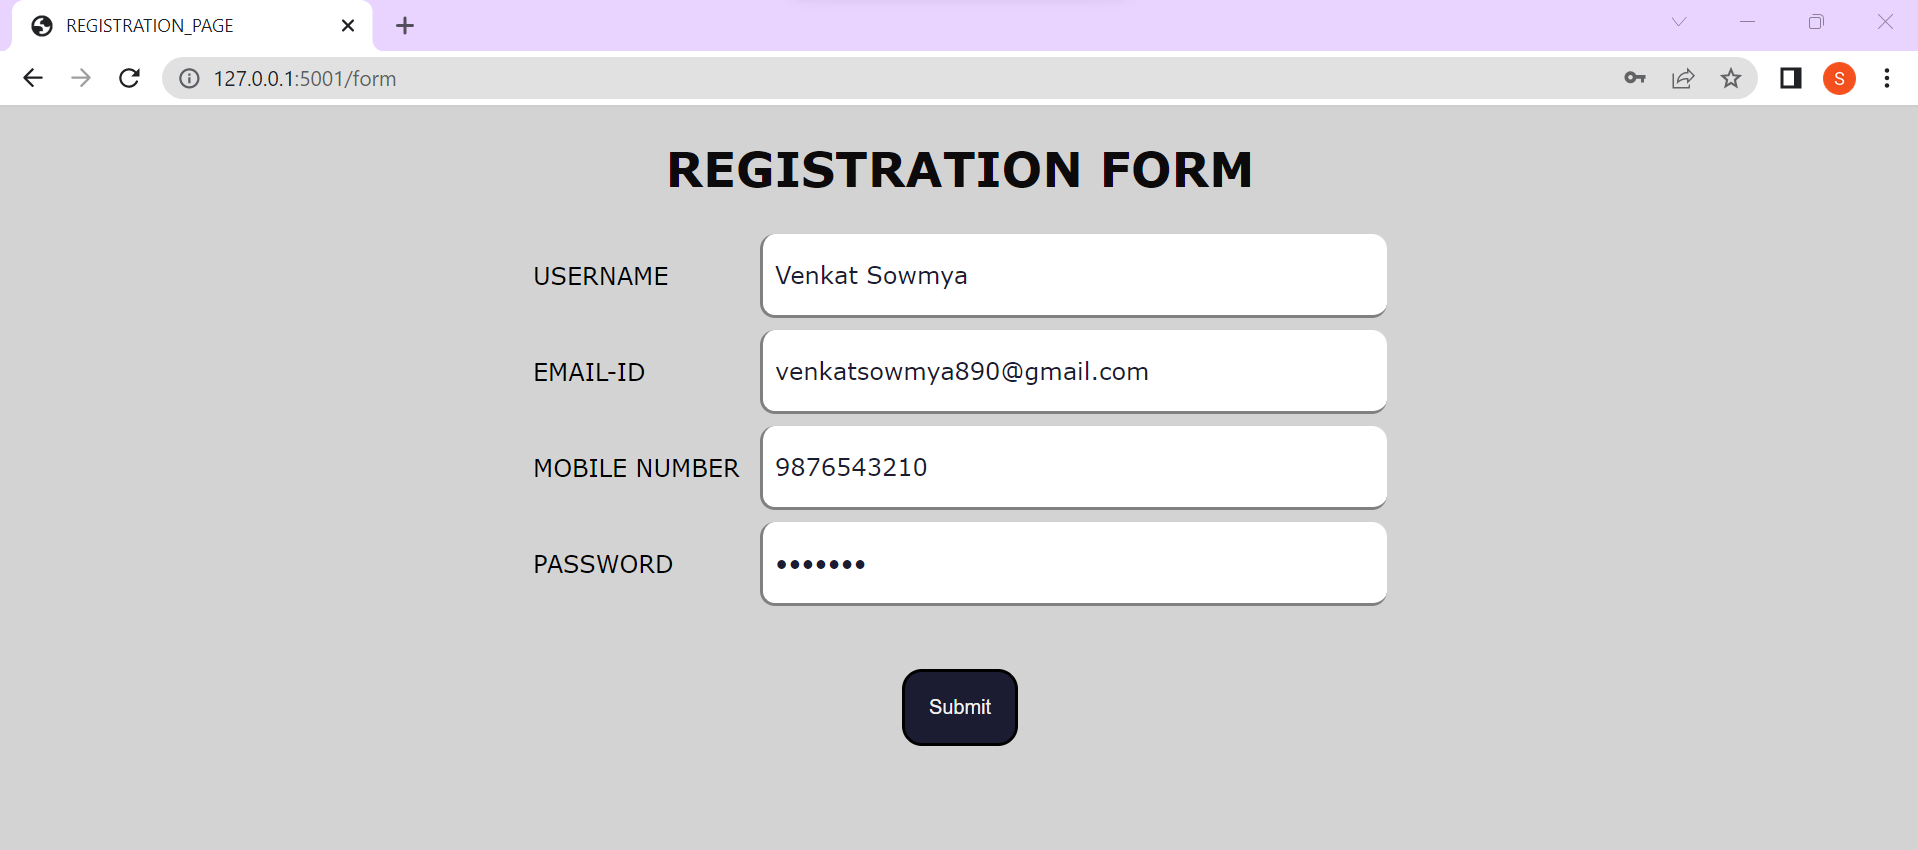 REGISTRATION_PAGE
127.0.0.1:5001/form
S
REGISTRATION FORM
USERNAME Venkat Sowmya
EMAIL-ID venkatsowmya890@gmail.com
MOBILE NUMBER 9876543210
PASSWORD •••••••
Submit